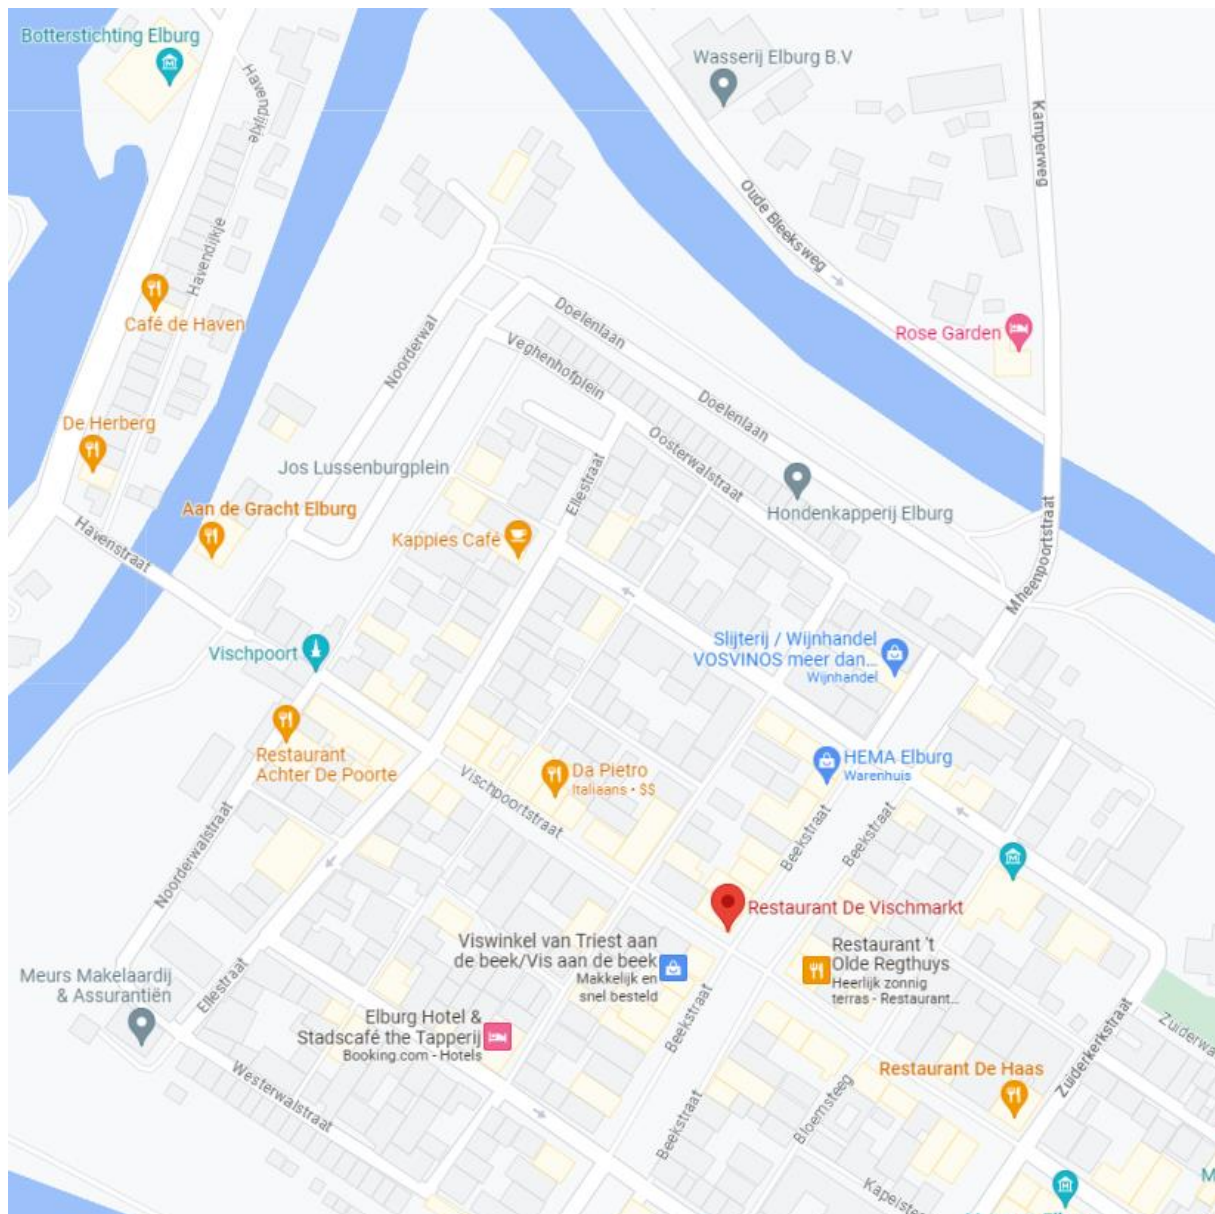 Botterstichting Elburg
Wasserij Elburg B.V
Havendijkje
Kamperweg
Oude Bleeksweg
Havendijkje
Café de Haven
Doelenlaan
Rose Garden
Noorderwal
Veghenhofplein
Doelenlaan
De Herberg
Oosterwalstraat
Jos Lussenburgplein
Ellestraat
Aan de Gracht Elburg
Hondenkapperij Elburg
Kappies Café
Havenstraat
Mheenpoortstraat
Vischpoort
Slijterij / Wijnhandel
VOSVINOS meer dan...
Wijnhandel
Restaurant
Achter De Poorte
HEMA Elburg
Warenhuis
Da Pietro
Italiaans • $$
Vischpoortstraat
Beekstraat
Beekstraat
Noorderwalstraat
Restaurant De Vischmarkt
Viswinkel van Triest aan
de beek/Vis aan de beek
Makkelijk en
snel besteld
Restaurant 't
Olde Regthuys
Heerlijk zonnig
terras - Restaurant...
Meurs Makelaardij
& Assurantiën
Ellestraat
Beekstraat
Elburg Hotel &
Stadscafé the Tapperij
Booking.com - Hotels
Zuiderwa
Zuiderkerkstraat
Restaurant De Haas
Westerwalstraat
Bloemsteeg
Beekstraat
Kapelste
M